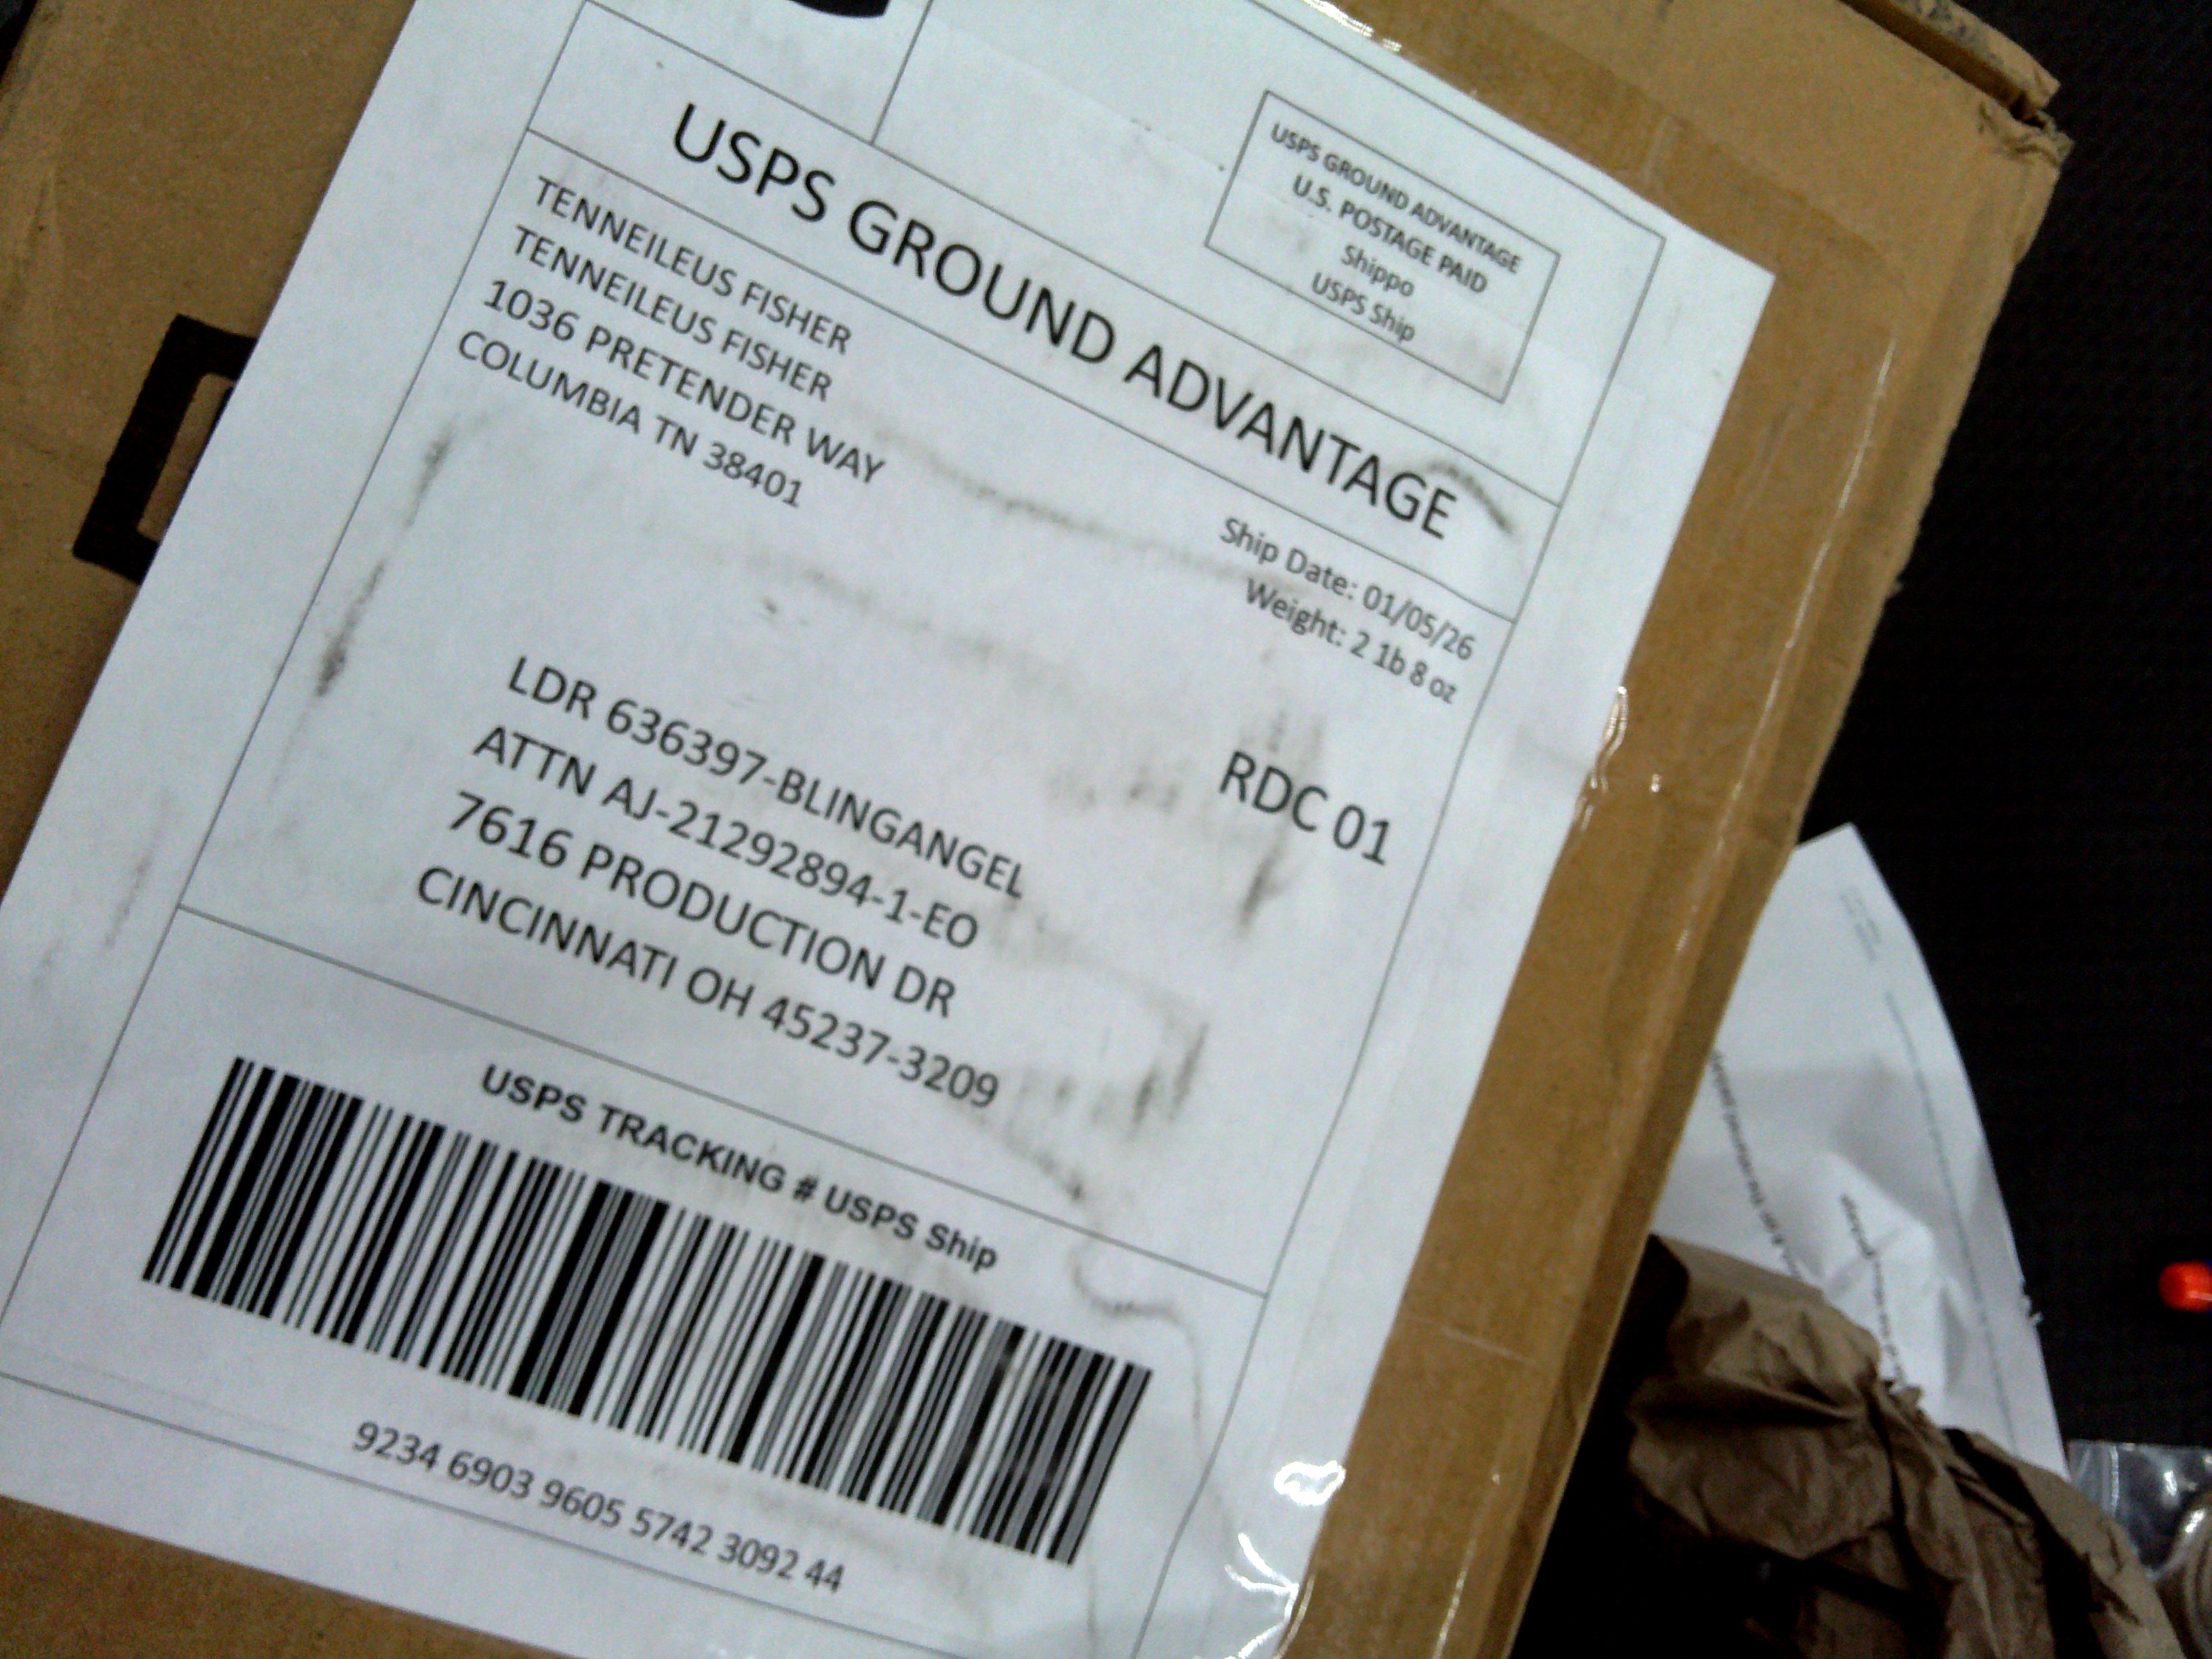 USPS GROUND ADVANTAGE
U.S. POSTAGE PAID
Shippo
USPS Ship
USPS GROUND ADVANTAGE
TENNEILEUS FISHER
TENNEILEUS FISHER
1036 PRETENDER WAY
COLUMBIA TN 38401
Ship Date: 01/05/26
Weight: 2 1b 8 oz
RDC 01
LDR 636397-BLINGANGEL
ATTN AJ-21292894-1-EO
7616 PRODUCTION DR
CINCINNATI OH 45237-3209
USPS TRACKING # USPS Ship
9234 6903 9605 5742 3092 44